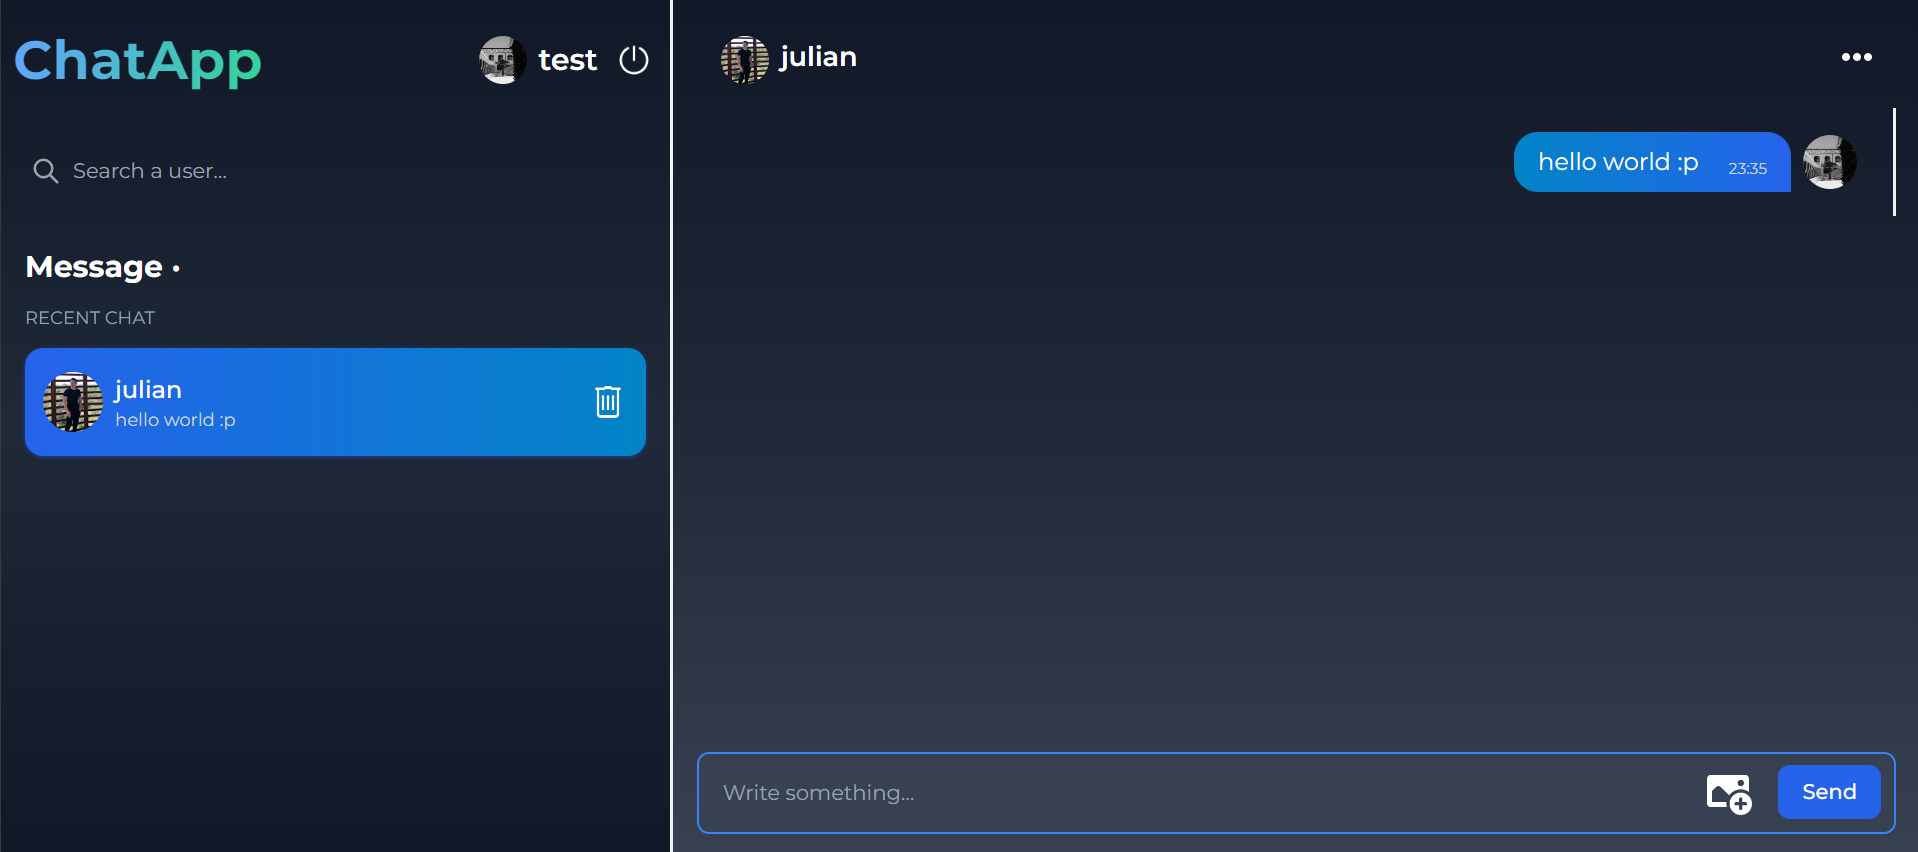 ChatApp
test
Search a user...
Message •
RECENT CHAT
julian
hello world :p
julian
hello world :p 23:35
Write something...
Send